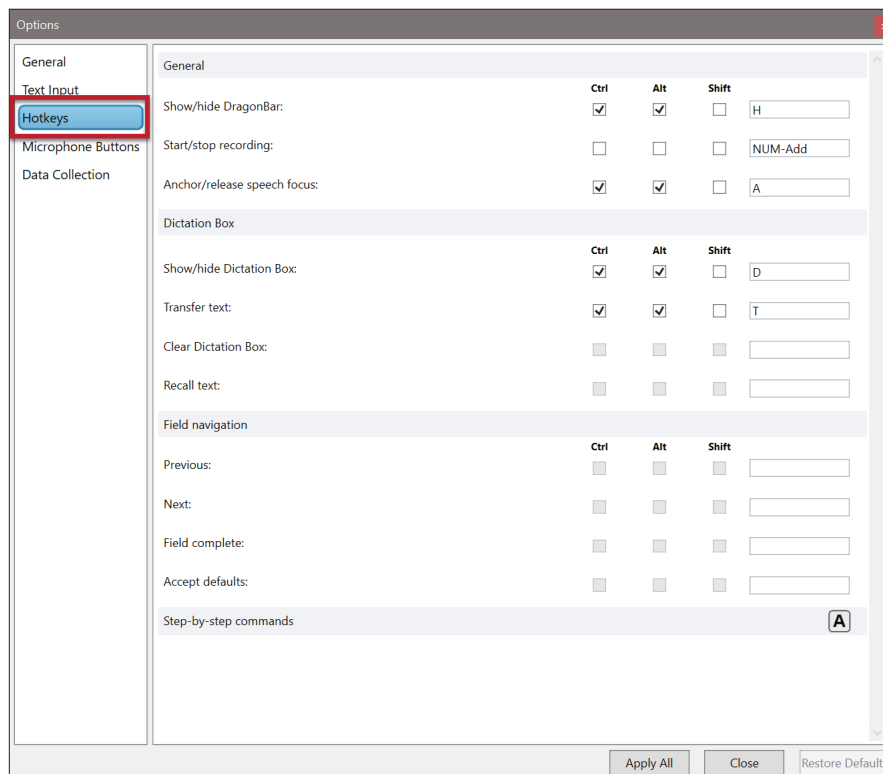 Options
General
Text Input
Hotkeys
Microphone Buttons
Data Collection
General
Ctrl Alt Shift
Show/hide DragonBar: H
Start/stop recording: NUM-Add
Anchor/release speech focus: A
Dictation Box
Ctrl Alt Shift
Show/hide Dictation Box: D
Transfer text: T
Clear Dictation Box:
Recall text:
Field navigation
Ctrl Alt Shift
Previous:
Next:
Field complete:
Accept defaults:
Step-by-step commands A
Apply All Close Restore Default